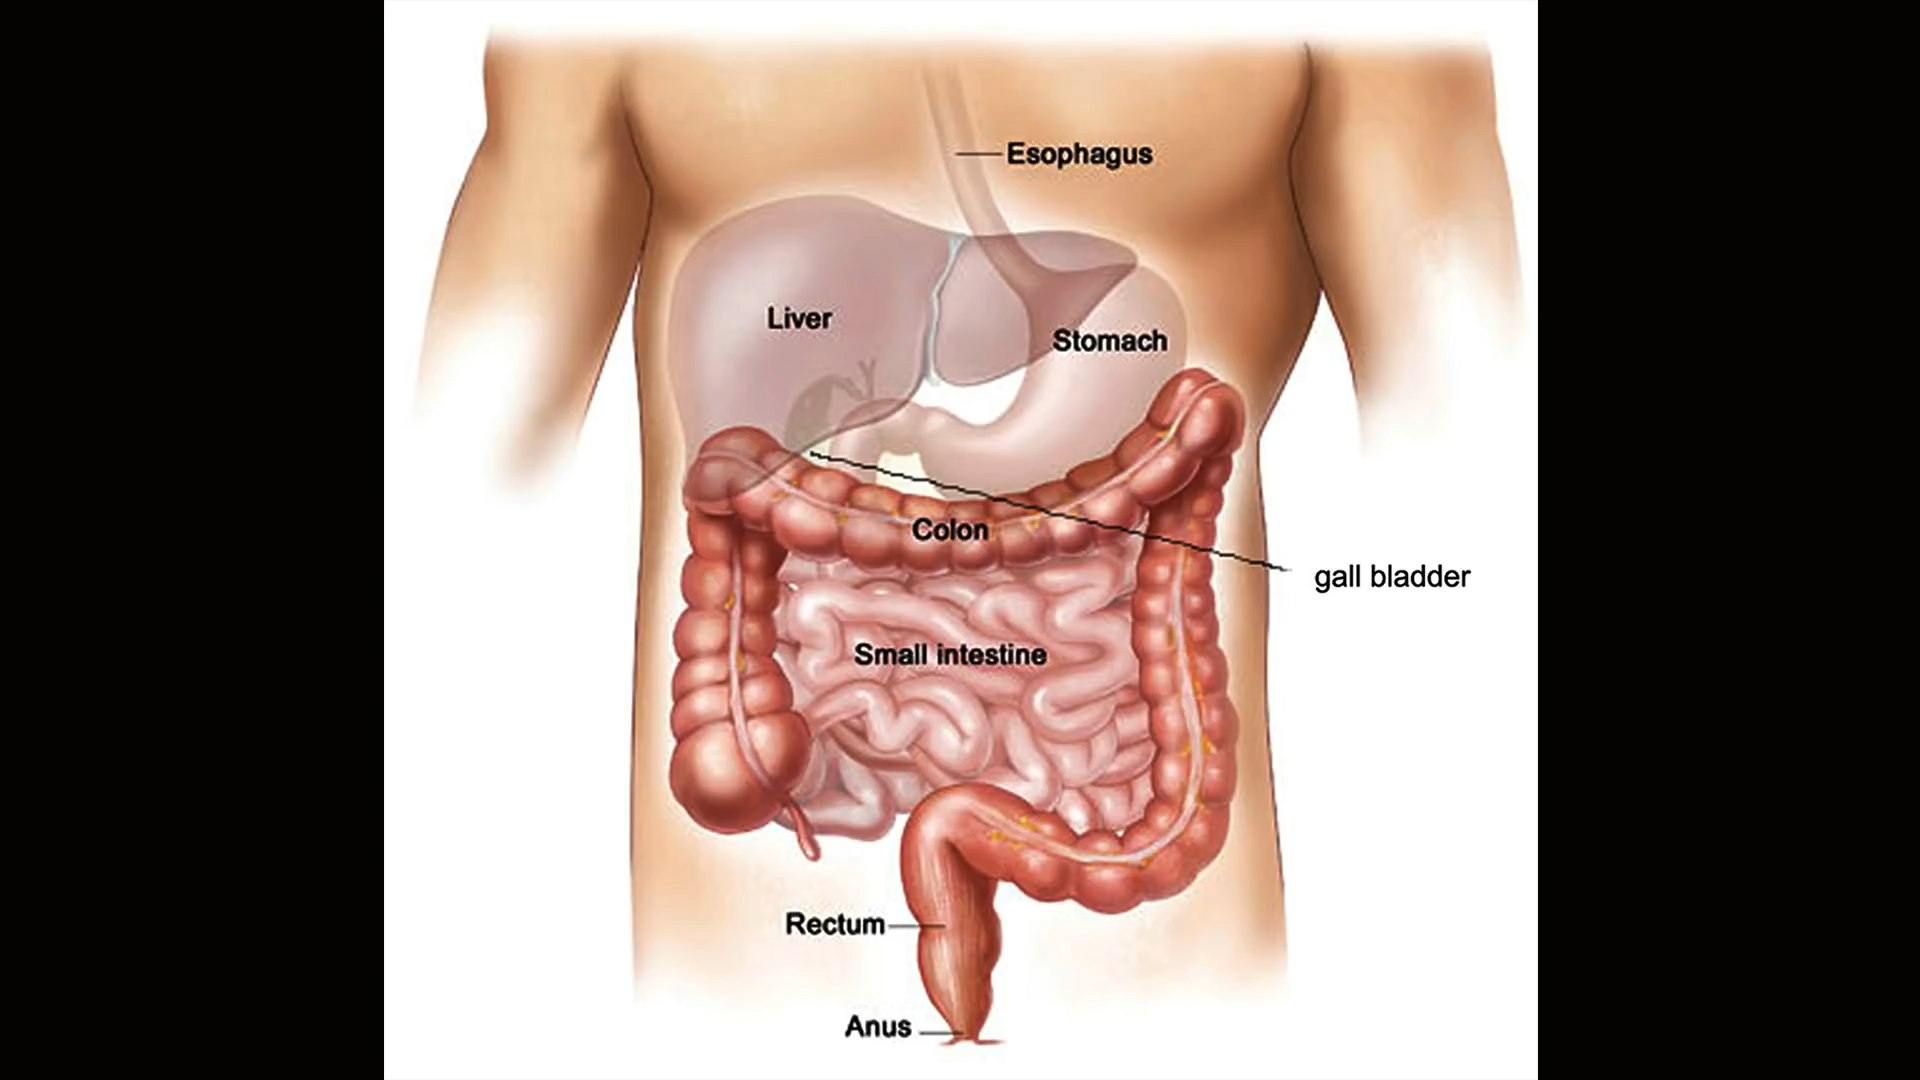 Esophagus
Liver
Stomach
Colon
gall bladder
Small intestine
Rectum
Anus